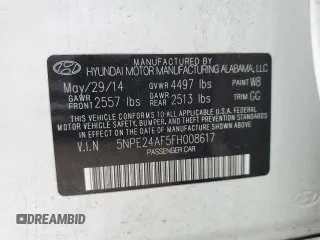 MANUFACTURED BY
HYUNDAI MOTOR MANUFACTURING ALABAMA, LLC
May/29/14 GVWR 4497 lbs PAINT W8
GAWR FRONT 2557 lbs GAWR REAR 2513 lbs TRIM GG
THIS VEHICLE CONFORMS TO ALL APPLICABLE U.S.A. FEDERAL
MOTOR VEHICLE SAFETY, BUMPER, AND THEFT PREVENTION
STANDARDS IN EFFECT ON THE DATE OF MANUFACTURE SHOWN ABOVE.
V.I.N 5NPE24AF5FH008617
PASSENGER CAR
DREAMBID
DREAMBID.COM